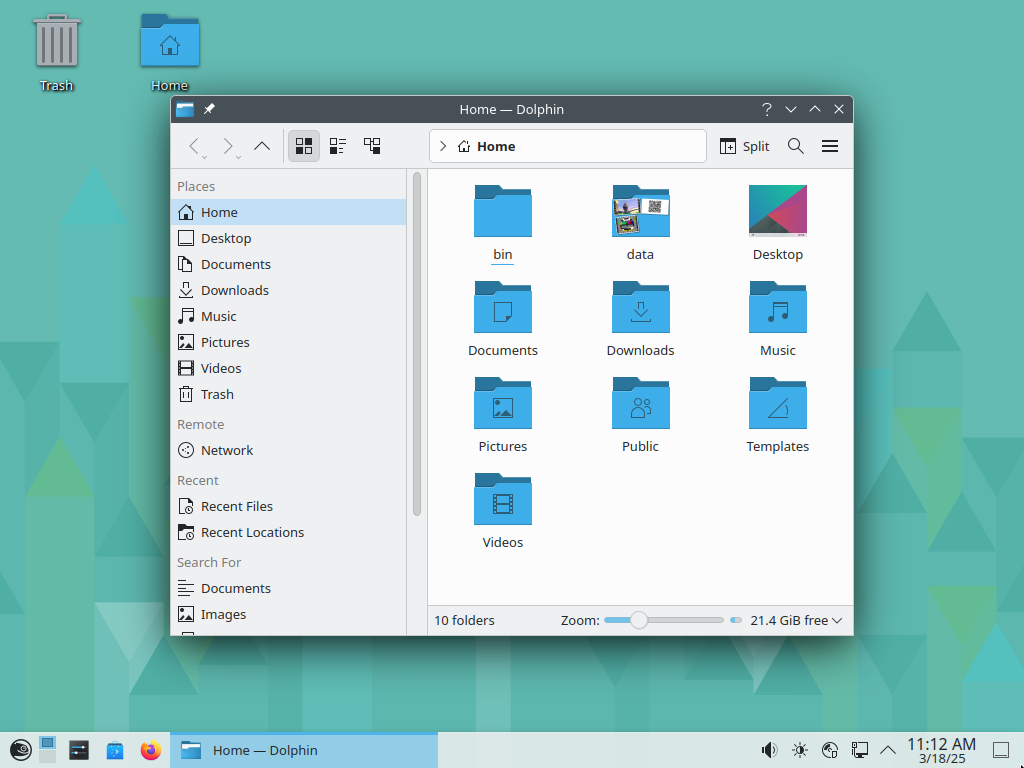 Trash
Home
Home — Dolphin
Home
Split
Places
Home
Desktop
Documents
Downloads
Music
Pictures
Videos
Trash
Remote
Network
Recent
Recent Files
Recent Locations
Search For
Documents
Images
bin
data
Desktop
Documents
Downloads
Music
Pictures
Public
Templates
Videos
10 folders
Zoom:
21.4 GiB free
Home — Dolphin
11:12 AM
3/18/25